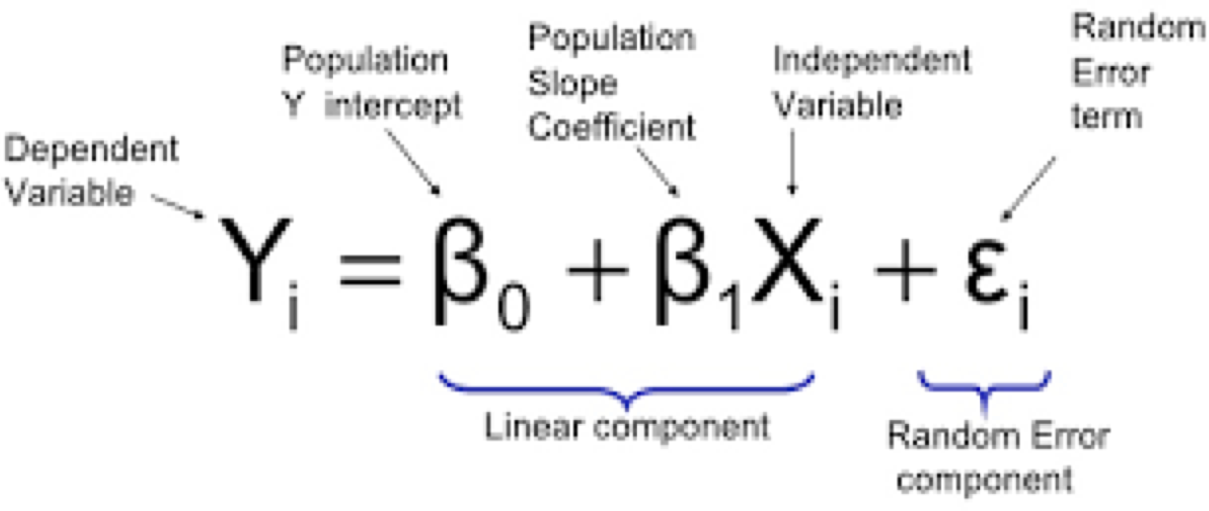 Dependent
Variable
Population
Y intercept
Population
Slope
Coefficient
Independent
Variable
Random
Error
term
Yᵢ = β₀ + β₁Xᵢ + εᵢ
Linear component
Random Error
component